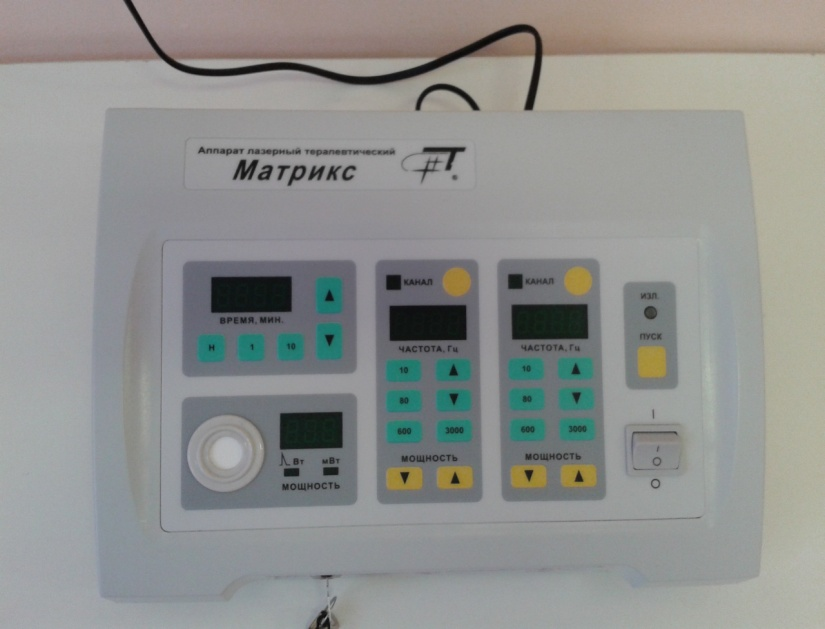 Аппарат лазерный терапевтический
Матрикс
#T
®
ВРЕМЯ, МИН.
Н 1 10
Вт мВт
МОЩНОСТЬ
КАНАЛ
ЧАСТОТА, Гц
10
80
600 3000
МОЩНОСТЬ
КАНАЛ
ЧАСТОТА, Гц
10
80
600 3000
МОЩНОСТЬ
ИЗЛ.
ПУСК
I
I
O
O